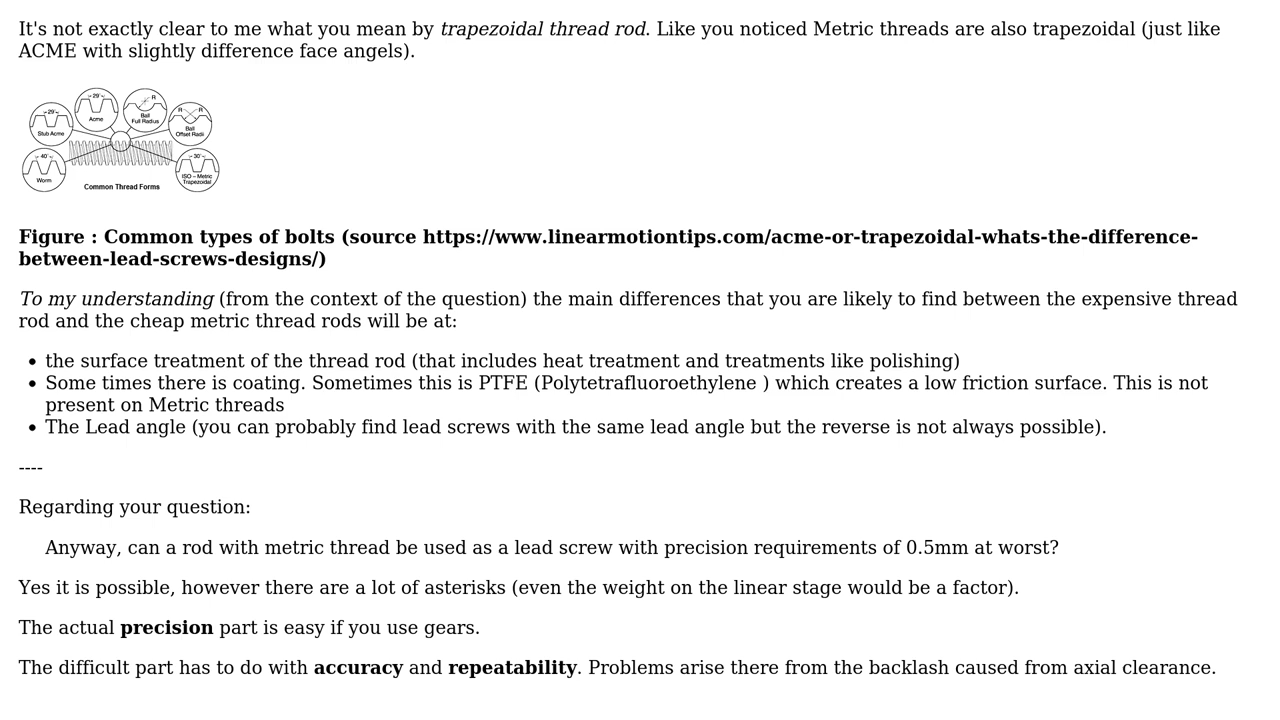 It's not exactly clear to me what you mean by trapezoidal thread rod. Like you noticed Metric threads are also trapezoidal (just like
ACME with slightly difference face angels).
29°
Stub Acme
29°
Acme
R
Ball
Full Radius
R R
Ball
Offset Radii
40°
Worm
30°
ISO – Metric
Trapezoidal
Common Thread Forms
Figure : Common types of bolts (source https://www.linearmotiontips.com/acme-or-trapezoidal-whats-the-difference-
between-lead-screws-designs/)
To my understanding (from the context of the question) the main differences that you are likely to find between the expensive thread
rod and the cheap metric thread rods will be at:
• the surface treatment of the thread rod (that includes heat treatment and treatments like polishing)
• Some times there is coating. Sometimes this is PTFE (Polytetrafluoroethylene ) which creates a low friction surface. This is not
present on Metric threads
• The Lead angle (you can probably find lead screws with the same lead angle but the reverse is not always possible).
----
Regarding your question:
Anyway, can a rod with metric thread be used as a lead screw with precision requirements of 0.5mm at worst?
Yes it is possible, however there are a lot of asterisks (even the weight on the linear stage would be a factor).
The actual precision part is easy if you use gears.
The difficult part has to do with accuracy and repeatability. Problems arise there from the backlash caused from axial clearance.